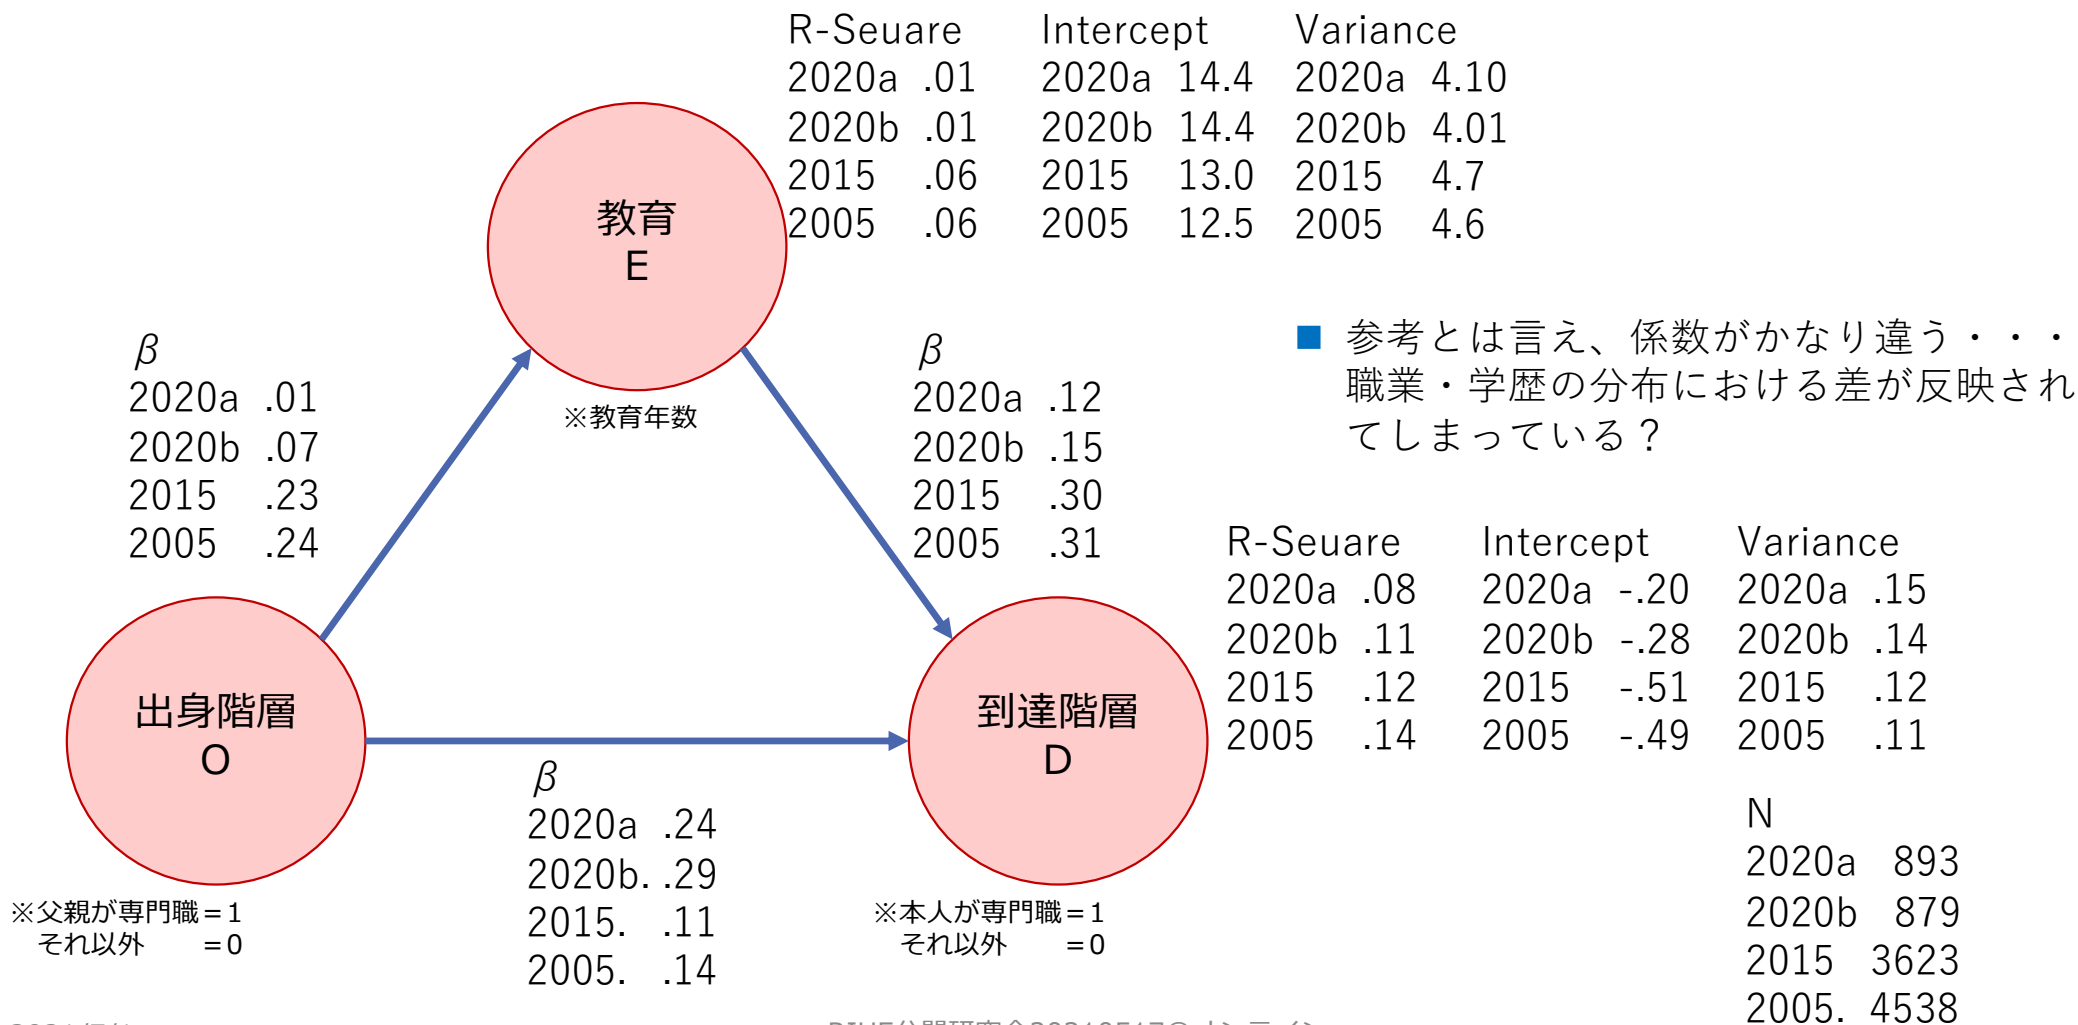 R-Seuare Intercept Variance
2020a .01 2020a 14.4 2020a 4.10
2020b .01 2020b 14.4 2020b 4.01
2015 .06 2015 13.0 2015 4.7
2005 .06 2005 12.5 2005 4.6
教育
E
※教育年数
β
2020a .01
2020b .07
2015 .23
2005 .24
β
2020a .12
2020b .15
2015 .30
2005 .31
■ 参考とは言え、係数がかなり違う・・・
職業・学歴の分布における差が反映され
てしまっている？
R-Seuare Intercept Variance
2020a .08 2020a -.20 2020a .15
2020b .11 2020b -.28 2020b .14
2015 .12 2015 -.51 2015 .12
2005 .14 2005 -.49 2005 .11
出身階層
O
到達階層
D
β
2020a .24
2020b. .29
2015. .11
2005. .14
※父親が専門職=1
それ以外 =0
※本人が専門職=1
それ以外 =0
N
2020a 893
2020b 879
2015 3623
2005. 4538